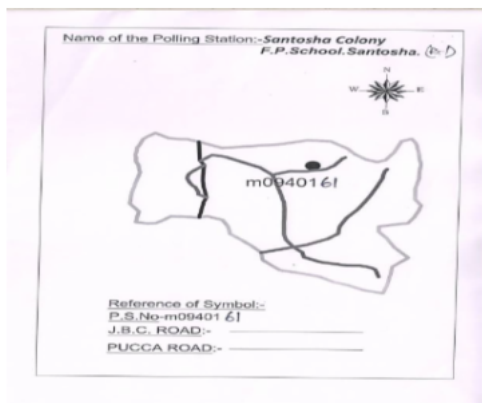 Name of the Polling Station:-Santosha Colony
F.P.School.Santosha.
N
W E
S
m0940161
Reference of Symbol:-
P.S.No-m0940161
J.B.C. ROAD:-
PUCCA ROAD:-